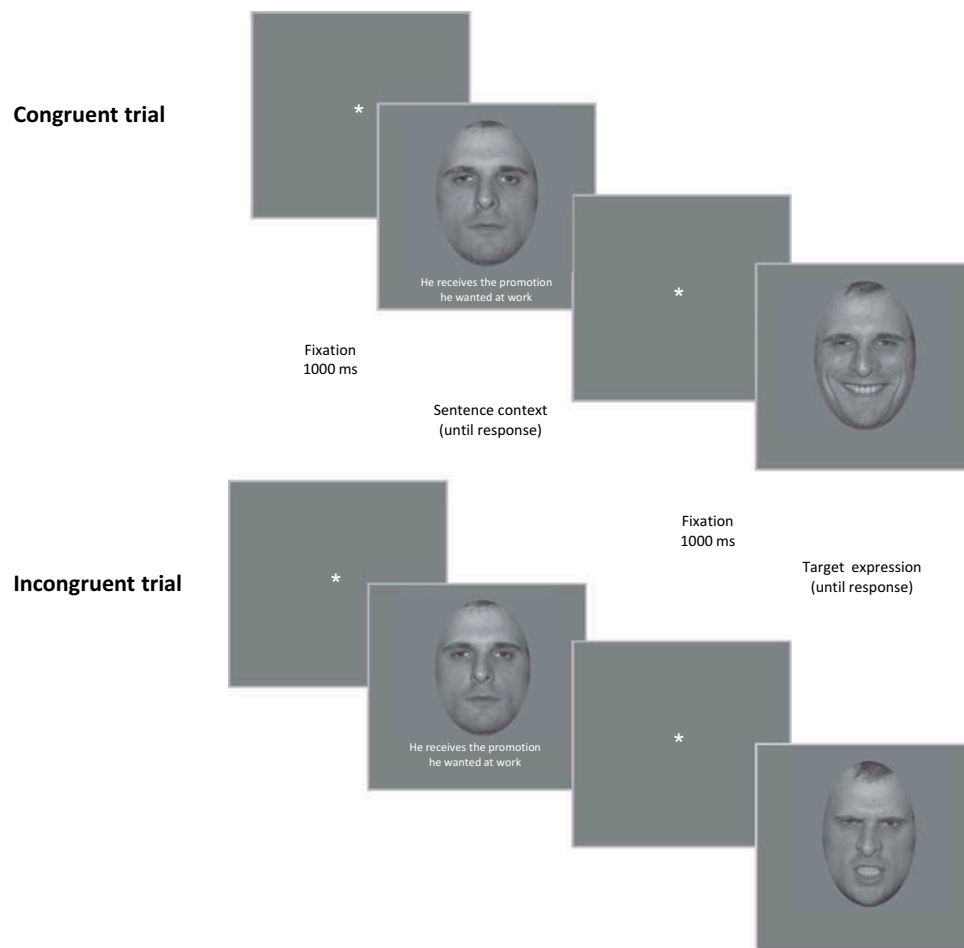 Congruent trial
*
He receives the promotion
he wanted at work
*
Fixation
1000 ms
Sentence context
(until response)
Fixation
1000 ms
Target expression
(until response)
Incongruent trial
*
He receives the promotion
he wanted at work
*